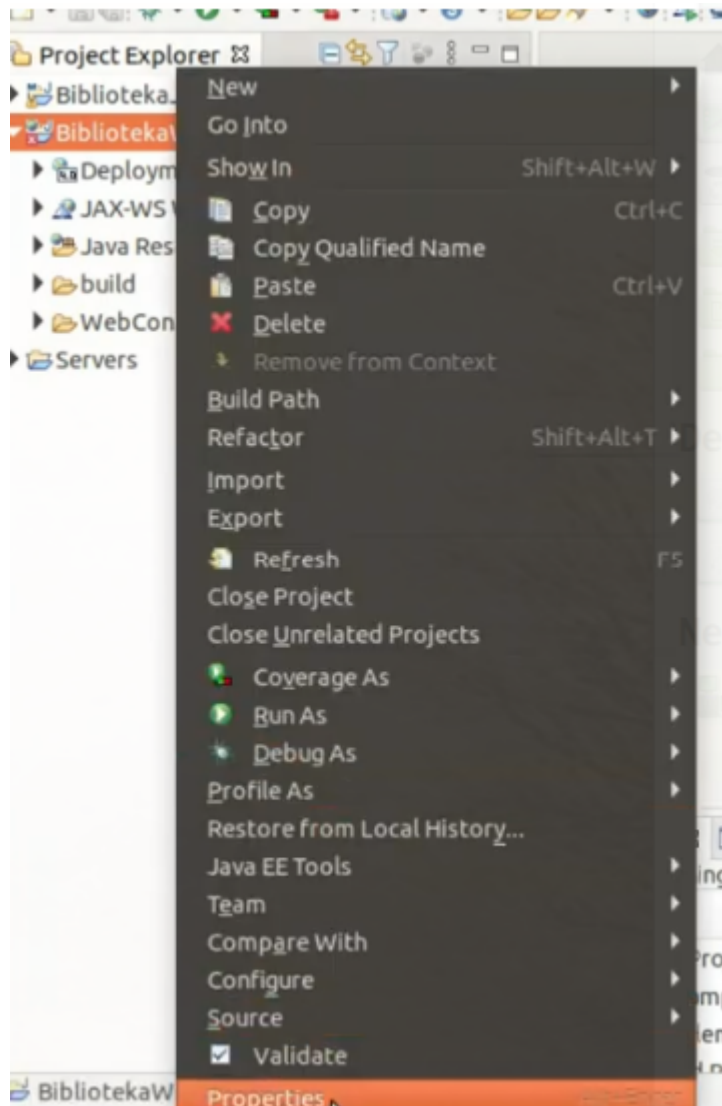 Project Explorer
Biblioteka
BibliotekaW
Deploym
JAX-WS
Java Res
build
WebCon
Servers
New
Go Into
Show In Shift+Alt+W
Copy Ctrl+C
Copy Qualified Name
Paste Ctrl+V
Delete
Remove from Context
Build Path
Refactor Shift+Alt+T
Import
Export
Refresh F5
Close Project
Close Unrelated Projects
Coverage As
Run As
Debug As
Profile As
Restore from Local History...
Java EE Tools
Team
Compare With
Configure
Source
Validate
Properties
BibliotekaW